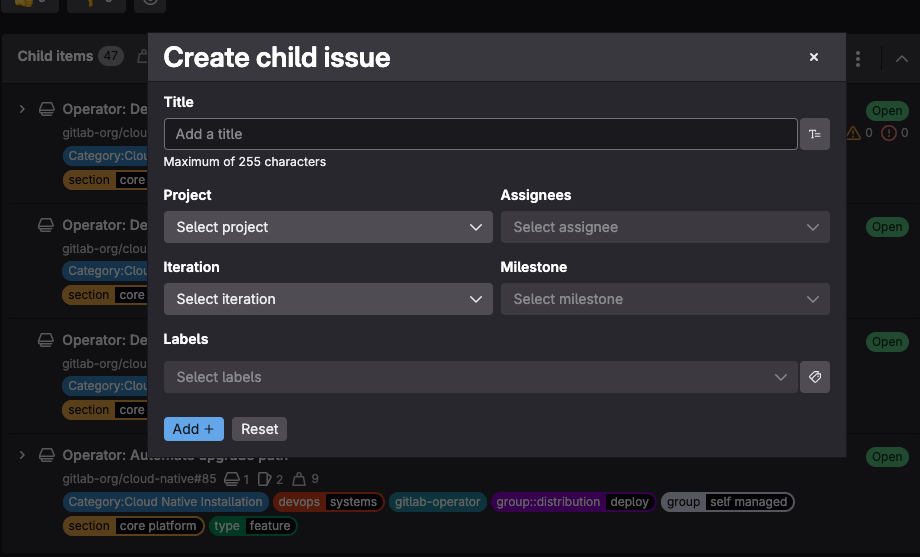 Child items 47
Create child issue
Title
Add a title
Maximum of 255 characters
Project
Assignees
Select project
Select assignee
Iteration
Milestone
Select iteration
Select milestone
Labels
Select labels
Add +
Reset
Operator: De
Open
gitlab-org/clou
0 0
Category:Clou
section core
Operator: De
Open
gitlab-org/clou
Category:Clou
section core
Operator: De
Open
gitlab-org/clou
Category:Clou
section core
Operator: Automate upgrade path
Open
gitlab-org/cloud-native#85 1 2 9
Category:Cloud Native Installation devops systems gitlab-operator group::distribution deploy group self managed
section core platform type feature